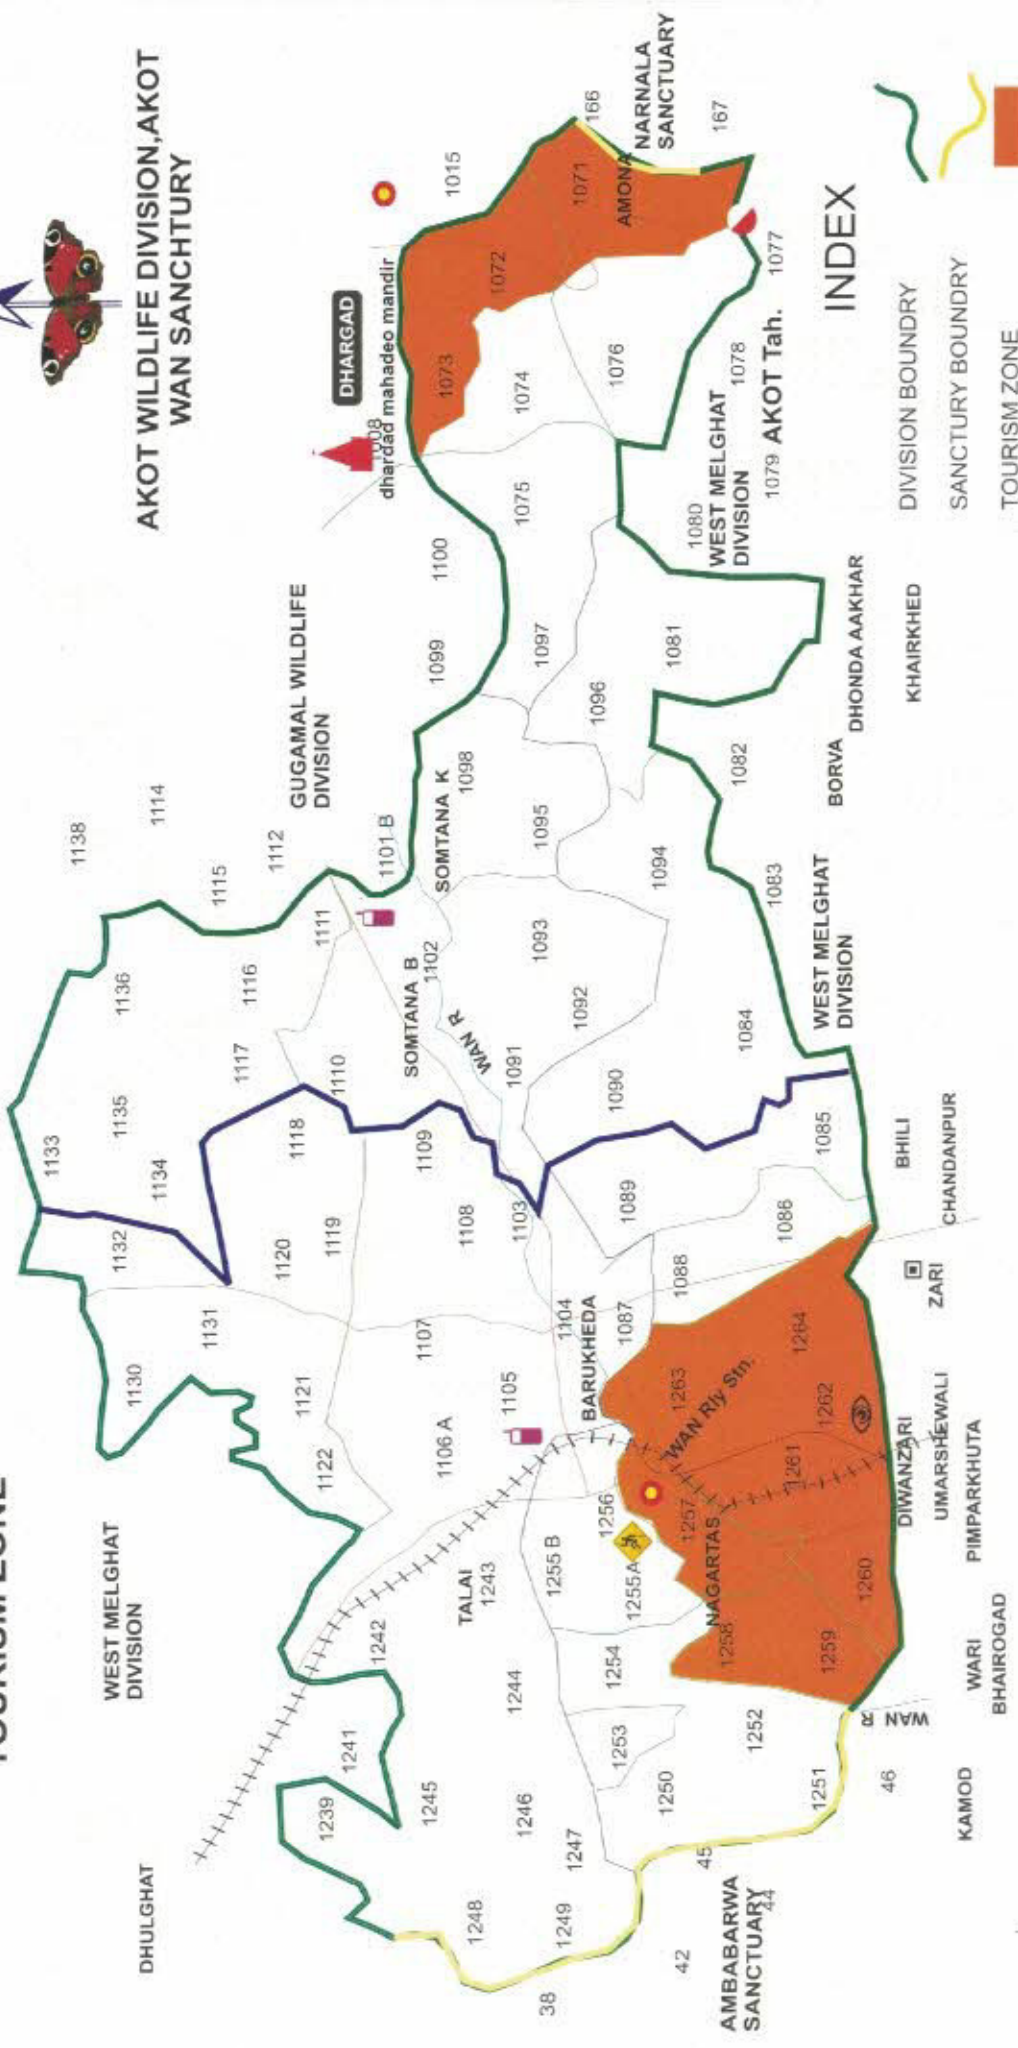 TOURISM ZONE
AKOT WILDLIFE DIVISION,AKOT
WAN SANCHTURY
DHULGHAT
WEST MELGHAT
DIVISION
GUGAMAL WILDLIFE
DIVISION
DHARGAD
dhardad mahadeo mandir
1008
1133
1138
1130
1132
1135
1136
1114
1134
1131
1115
1117
1116
1112
1120
1118
1121
1122
1119
1110
1111
1239
1241
1242
1101 B
1245
1107
1109
1102
1099
1100
1073
1015
1106 A
SOMTANA B
SOMTANA K
1098
TALAI
1243
1108
WAN R
1248
1244
1105
1103
1091
1072
1246
1255 B
1104
1093
1095
1097
1075
1074
1249
1247
BARUKHEDA
1092
1096
1071
166
38
1253
1254
1256
1087
1089
1090
1076
AMONA
NARNALA
SANCTUARY
1255A
1250
1263
1088
1094
1081
42
45
1257
WAN Rly Stn.
1080
WEST MELGHAT
DIVISION
167
NAGARTAS
1258
1252
1084
1082
1078
AMBABARWA
SANCTUARY
44
1261
1086
1083
1079 AKOT Tah.
1077
1251
1259
1262
1264
1085
WEST MELGHAT
DIVISION
BORVA
DHONDA AAKHAR
1260
46
WAN R
DIWANZARI
BHILI
KHAIRKHED
KAMOD
WARI
BHAIROGAD
UMARSHEWALI
PIMPARKHUTA
ZARI
CHANDANPUR
INDEX
DIVISION BOUNDRY
SANCTURY BOUNDRY
TOURISM ZONE